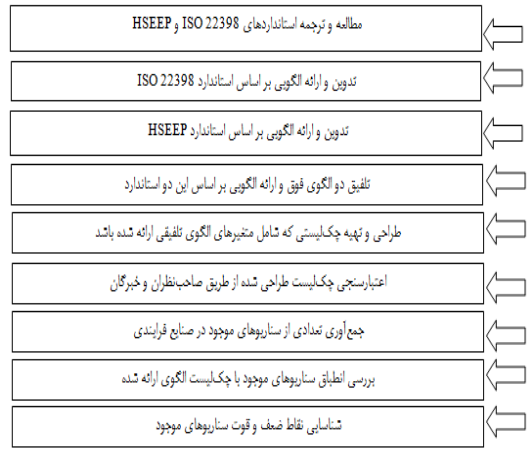 مطالعه و ترجمه استانداردهای ISO 22398 و HSEEP
تدوین و ارائه الگویی بر اساس استاندارد ISO 22398
تدوین و ارائه الگویی بر اساس استاندارد HSEEP
تلفیق دو الگوی فوق و ارائه الگویی بر اساس این دو استاندارد
طراحی و تهیه چک‌لیستی که شامل متغیرهای الگوی تلفیقی ارائه شده باشد
اعتبارسنجی چک‌لیست طراحی شده از طریق صاحب‌نظران و خبرگان
جمع‌آوری تعدادی از سناریوهای موجود در صنایع فرایندی
بررسی انطباق سناریوهای موجود با چک‌لیست الگوی ارائه شده
شناسایی نقاط ضعف و قوت سناریوهای موجود